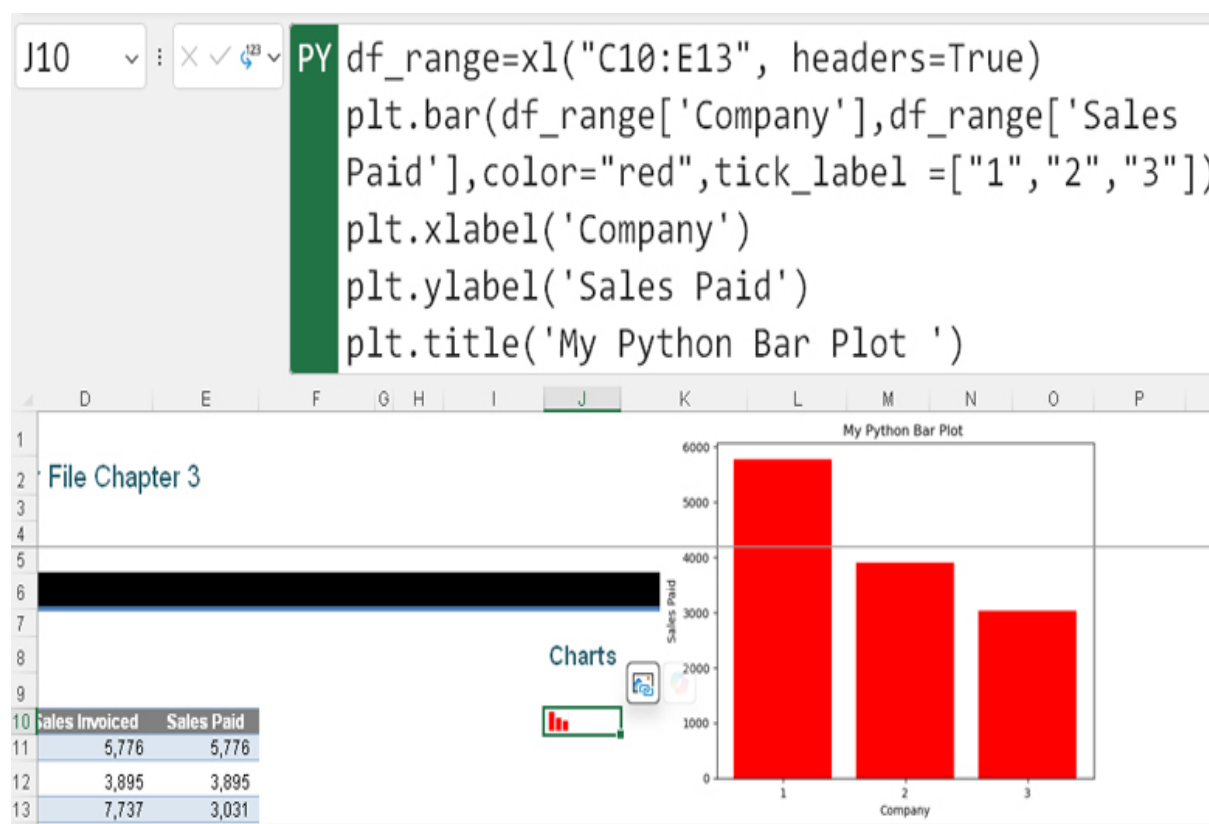 J10
123
PY
df_range=xl("C10:E13", headers=True)
plt.bar(df_range['Company'],df_range['Sales
Paid'],color="red",tick_label =["1","2","3"])
plt.xlabel('Company')
plt.ylabel('Sales Paid')
plt.title('My Python Bar Plot ')
D E F G H I J K L M N O P
1
2 File Chapter 3
3
4
5
6
7
8 Charts
9
10 Sales Invoiced Sales Paid
11 5,776 5,776
12 3,895 3,895
13 7,737 3,031
My Python Bar Plot
6000
5000
4000
3000
2000
1000
0
Sales Paid
1 2 3
Company